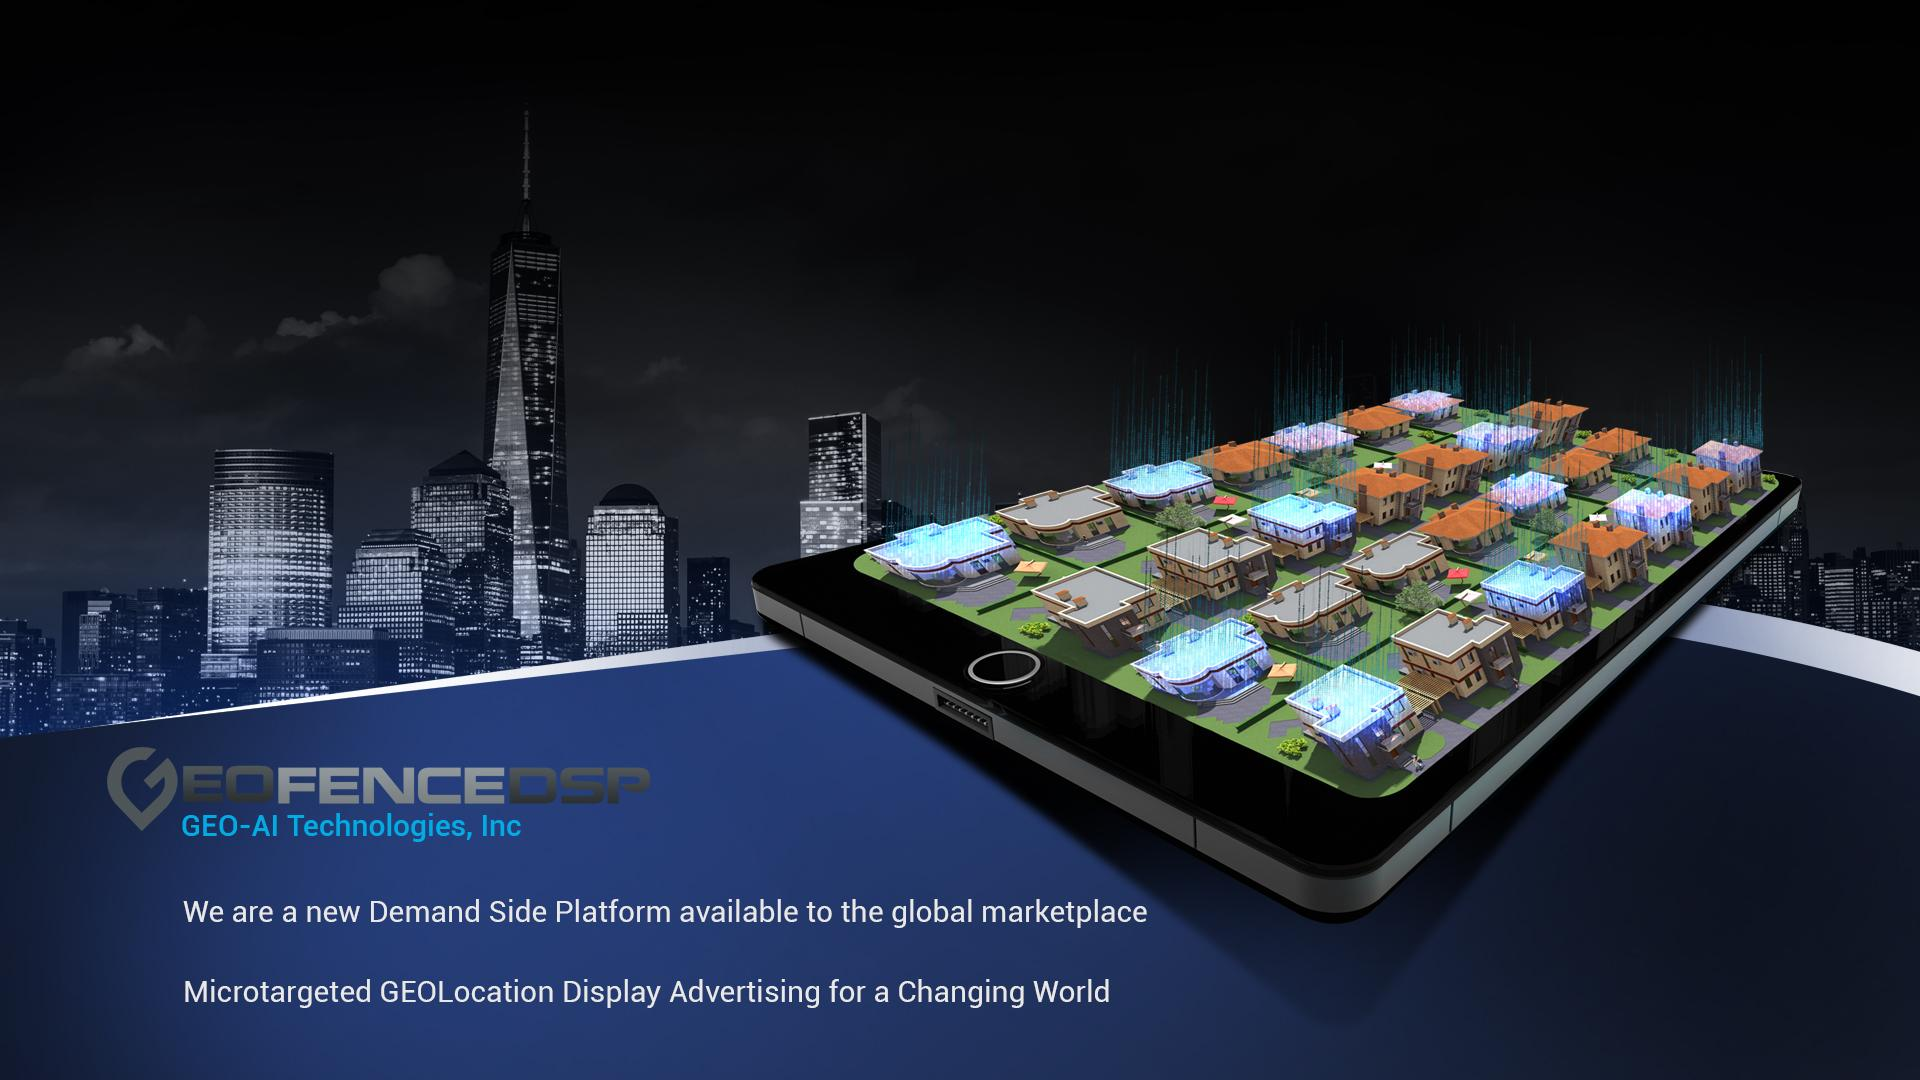 GEOFENCEDSP
GEO-AI Technologies, Inc
We are a new Demand Side Platform available to the global marketplace
Microtargeted GEOLocation Display Advertising for a Changing World